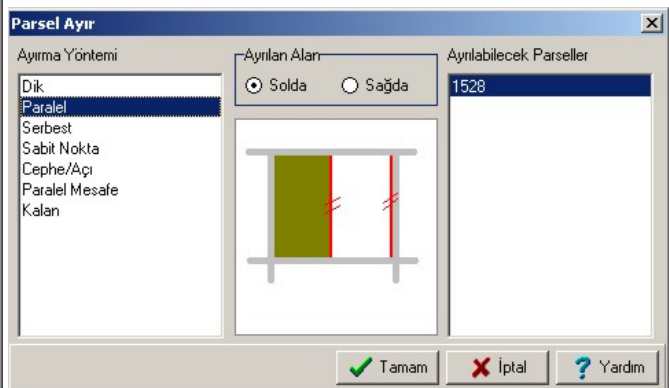 Parsel Ayır
Ayırma Yöntemi
Dik
Paralel
Serbest
Sabit Nokta
Cephe/Açı
Paralel Mesafe
Kalan
Ayrılan Alan
Solda
Sağda
Ayrılabilecek Parseller
1528
Tamam
İptal
Yardım